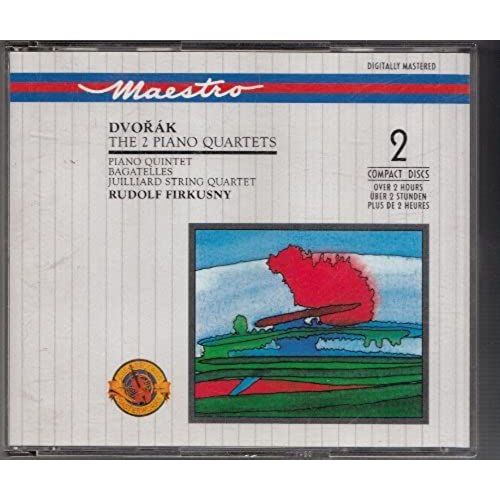 DIGITALLY MASTERED
Maestro
DVOŘÁK
THE 2 PIANO QUARTETS
PIANO QUINTET
BAGATELLES
JUILLIARD STRING QUARTET
RUDOLF FIRKUSNY
2
COMPACT DISCS
OVER 2 HOURS
ÜBER 2 STUNDEN
PLUS DE 2 HEURES